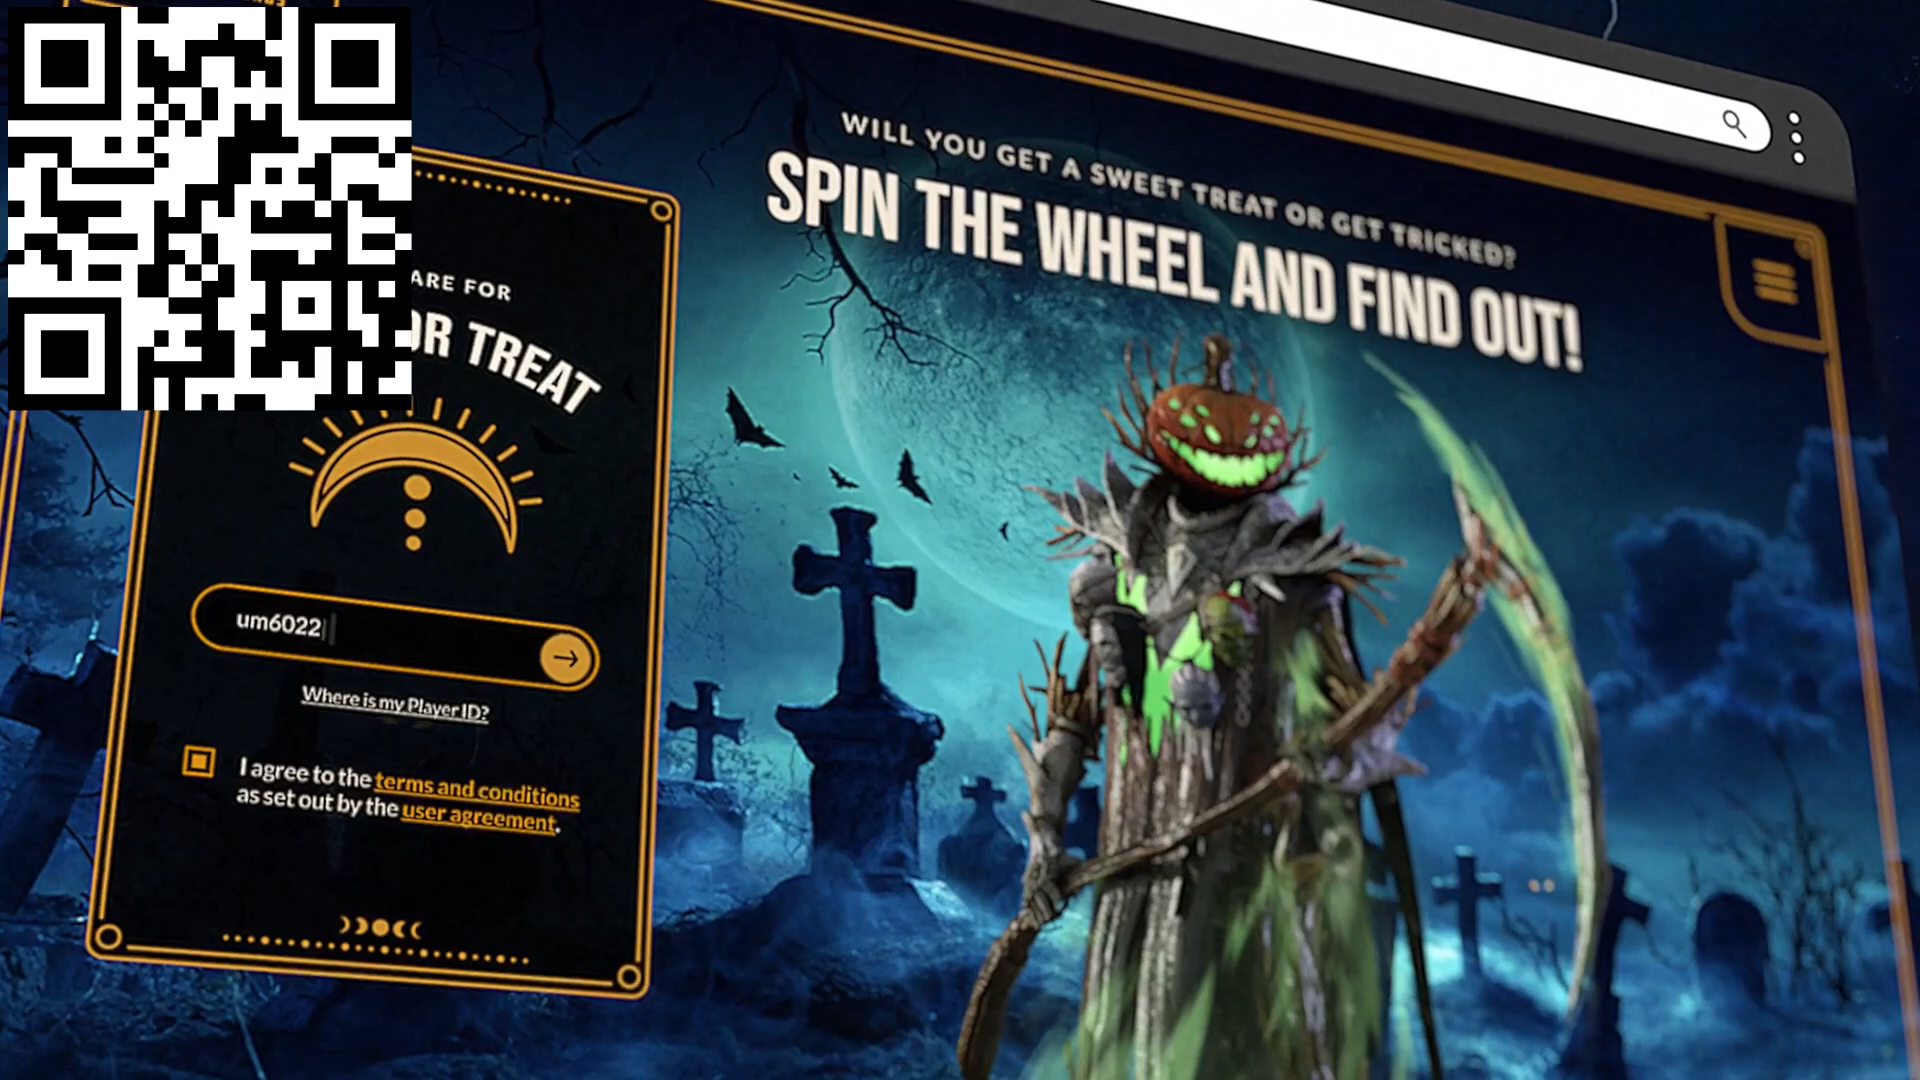 WILL YOU GET A SWEET TREAT OR GET TRICKED?
SPIN THE WHEEL AND FIND OUT!
ARE FOR
OR TREAT
um6022
Where is my Player ID?
I agree to the terms and conditions
as set out by the user agreement.